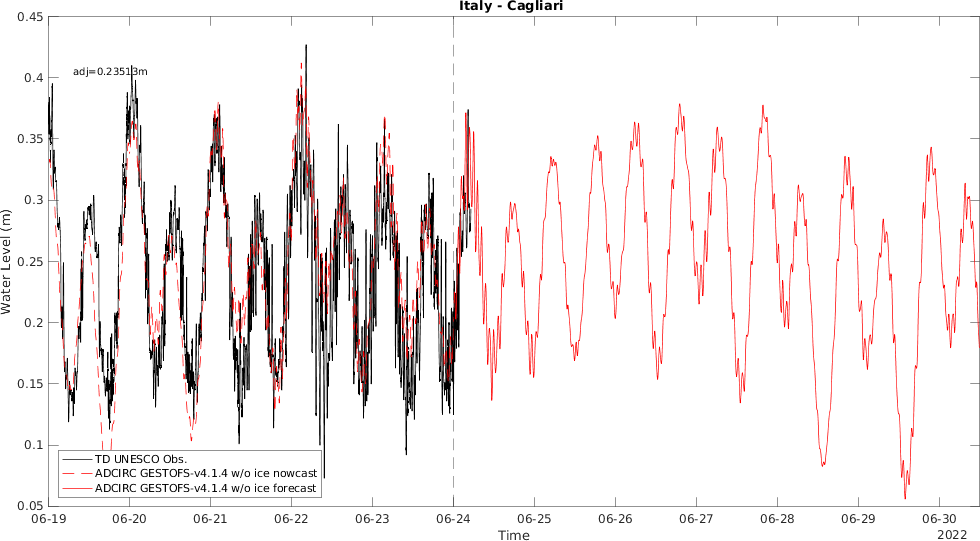 Italy - Cagliari
0.45
0.4
0.35
0.3
0.25
0.2
0.15
0.1
0.05
Water Level (m)
adj=0.23513m
TD UNESCO Obs.
ADCIRC GESTOFS-v4.1.4 w/o ice nowcast
ADCIRC GESTOFS-v4.1.4 w/o ice forecast
06-19 06-20 06-21 06-22 06-23 06-24 06-25 06-26 06-27 06-28 06-29 06-30
Time
2022